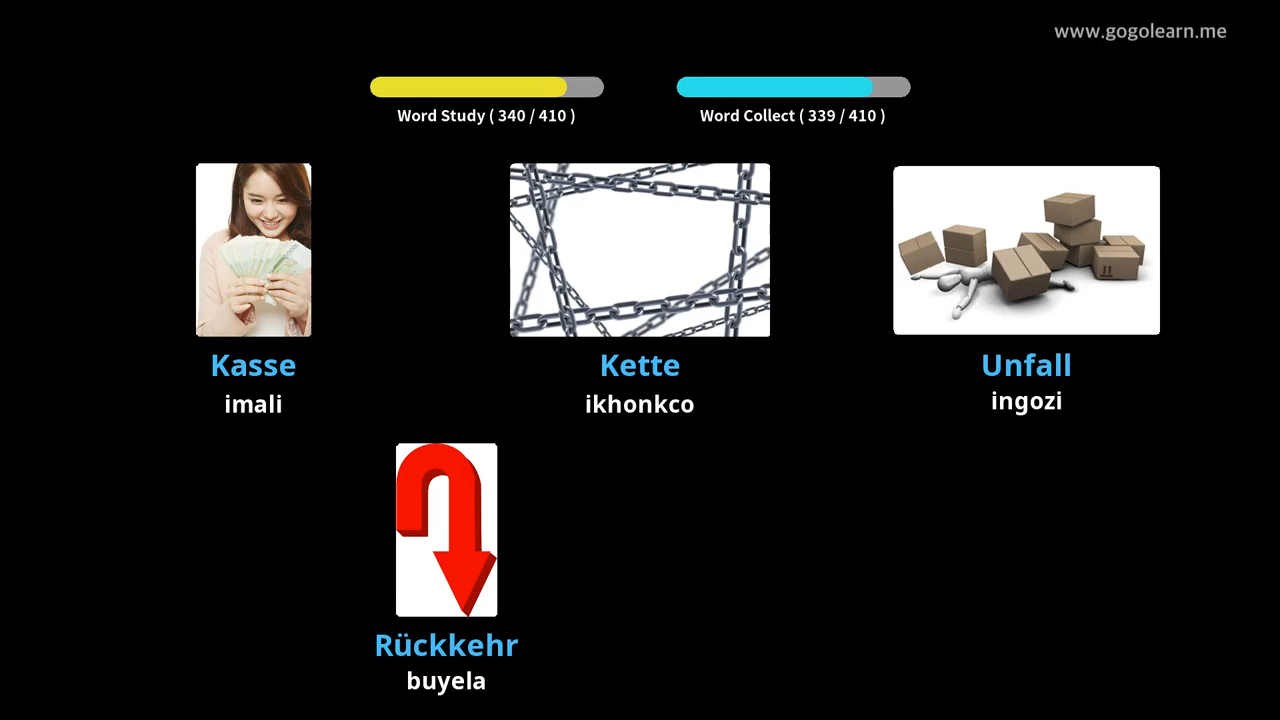 www.gogolearn.me
Word Study ( 340 / 410 )
Word Collect ( 339 / 410 )
Kasse
imali
Kette
ikhonkco
Unfall
ingozi
Rückkehr
buyela